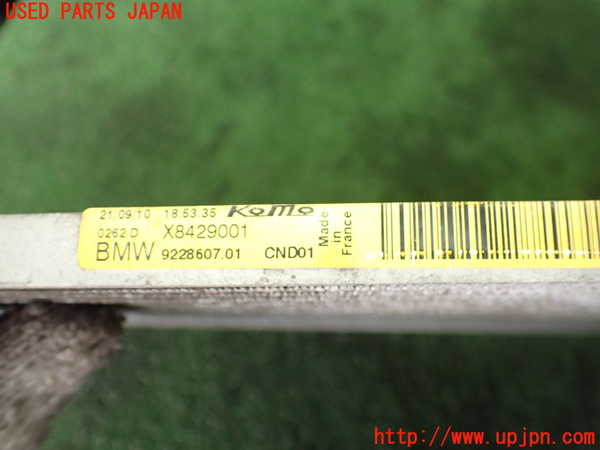 USED PARTS JAPAN
21.09.10 18:53:35 KoMo
0262 D X8429001
BMW 9228607.01 CND01
Made
in
France
http://www.upjpn.com/